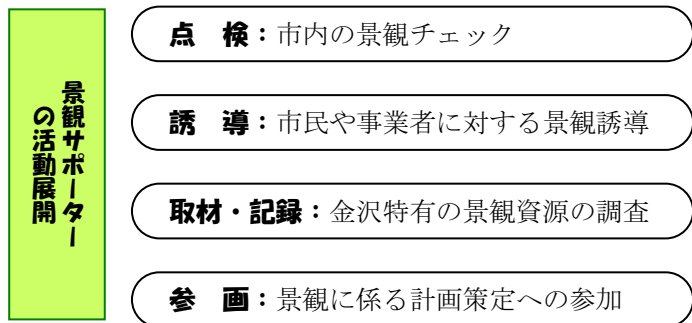 景観サポーター
の活動展開
点　検：市内の景観チェック
誘　導：市民や事業者に対する景観誘導
取材・記録：金沢特有の景観資源の調査
参　画：景観に係る計画策定への参加